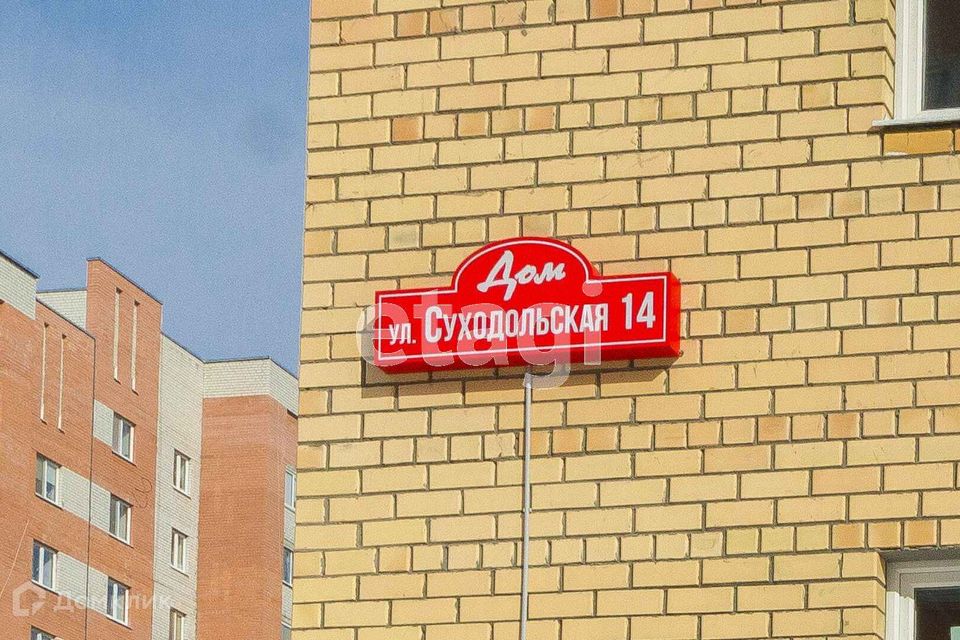 Дом
ул. Суходольская 14
etagi
Домклик